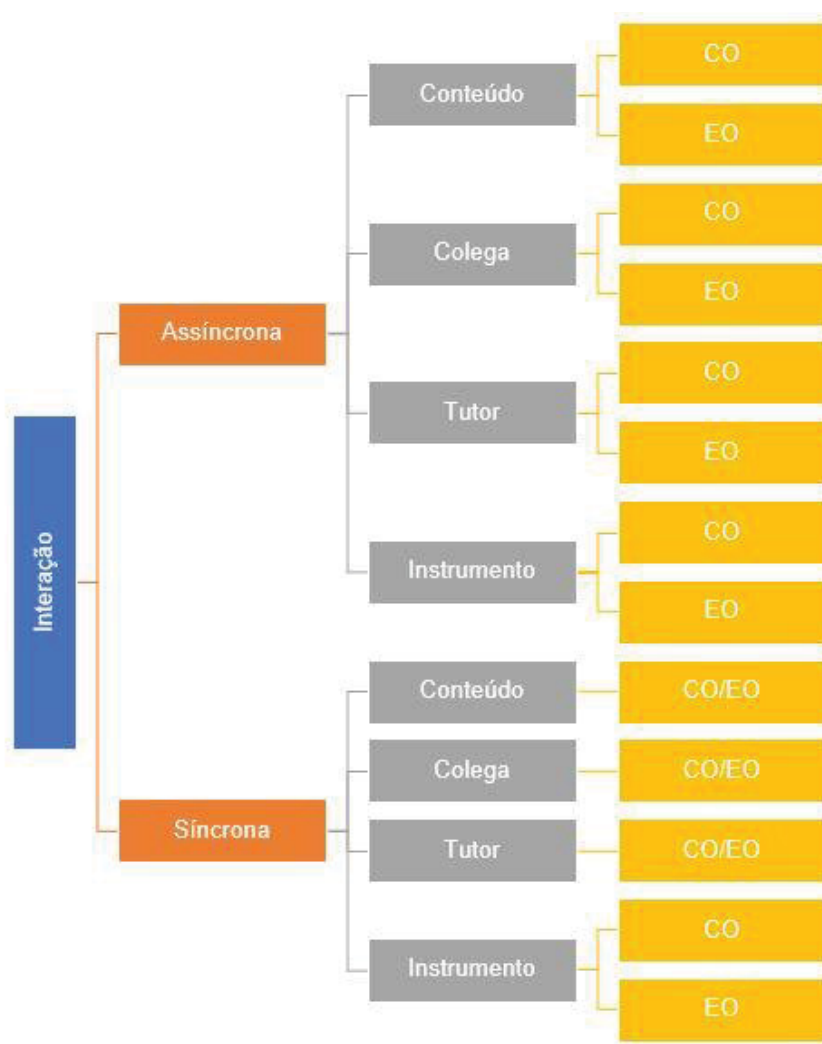 Interação
Assíncrona
Conteúdo
CO
EO
Colega
CO
EO
Tutor
CO
EO
Instrumento
CO
EO
Síncrona
Conteúdo
CO/EO
Colega
CO/EO
Tutor
CO/EO
Instrumento
CO
EO